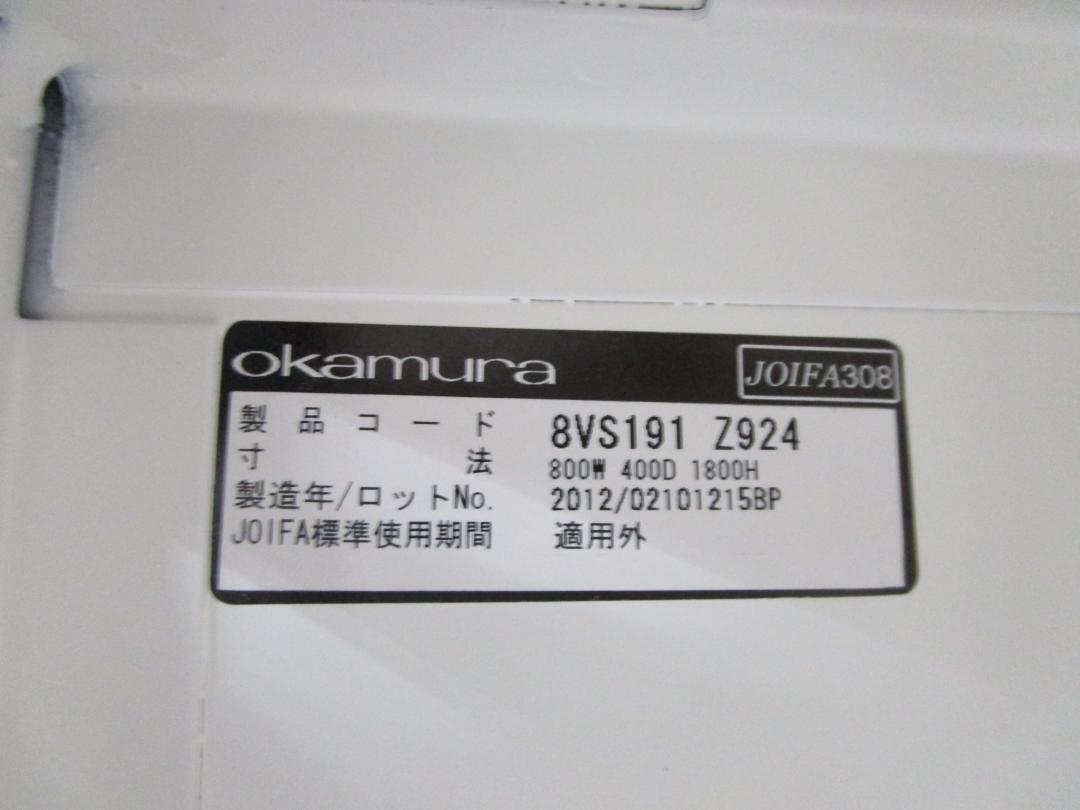 okamura JOIFA308
製品コード 8VS191 Z924
寸法 800W 400D 1800H
製造年/ロットNo. 2012/02101215BP
JOIFA標準使用期間 適用外